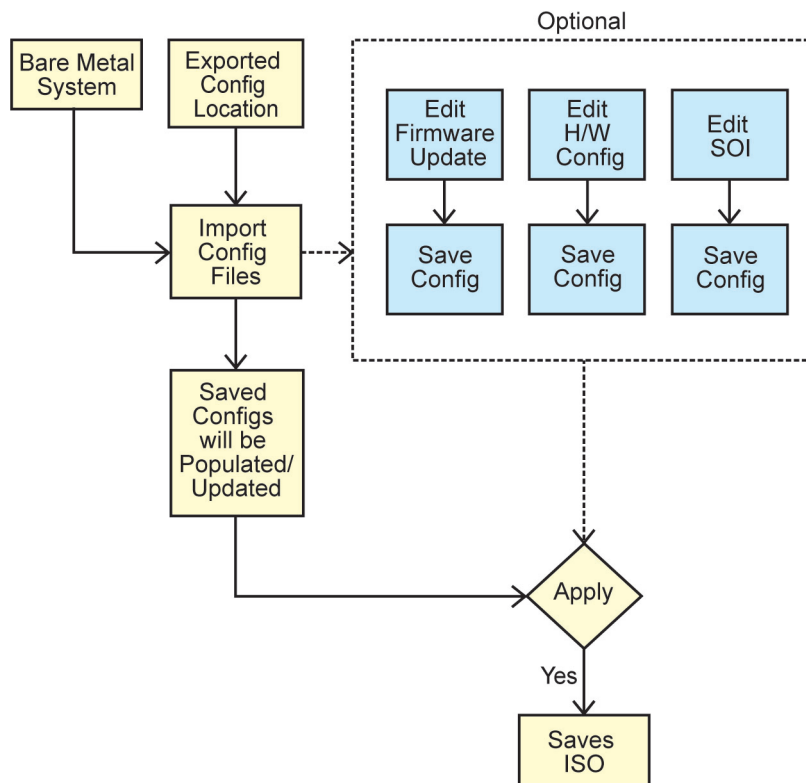 Optional
Bare Metal
System
Exported
Config
Location
Edit
Firmware
Update
Edit
H/W
Config
Edit
SOI
Import
Config
Files
Save
Config
Save
Config
Save
Config
Saved
Configs
will be
Populated/
Updated
Apply
Yes
Saves
ISO